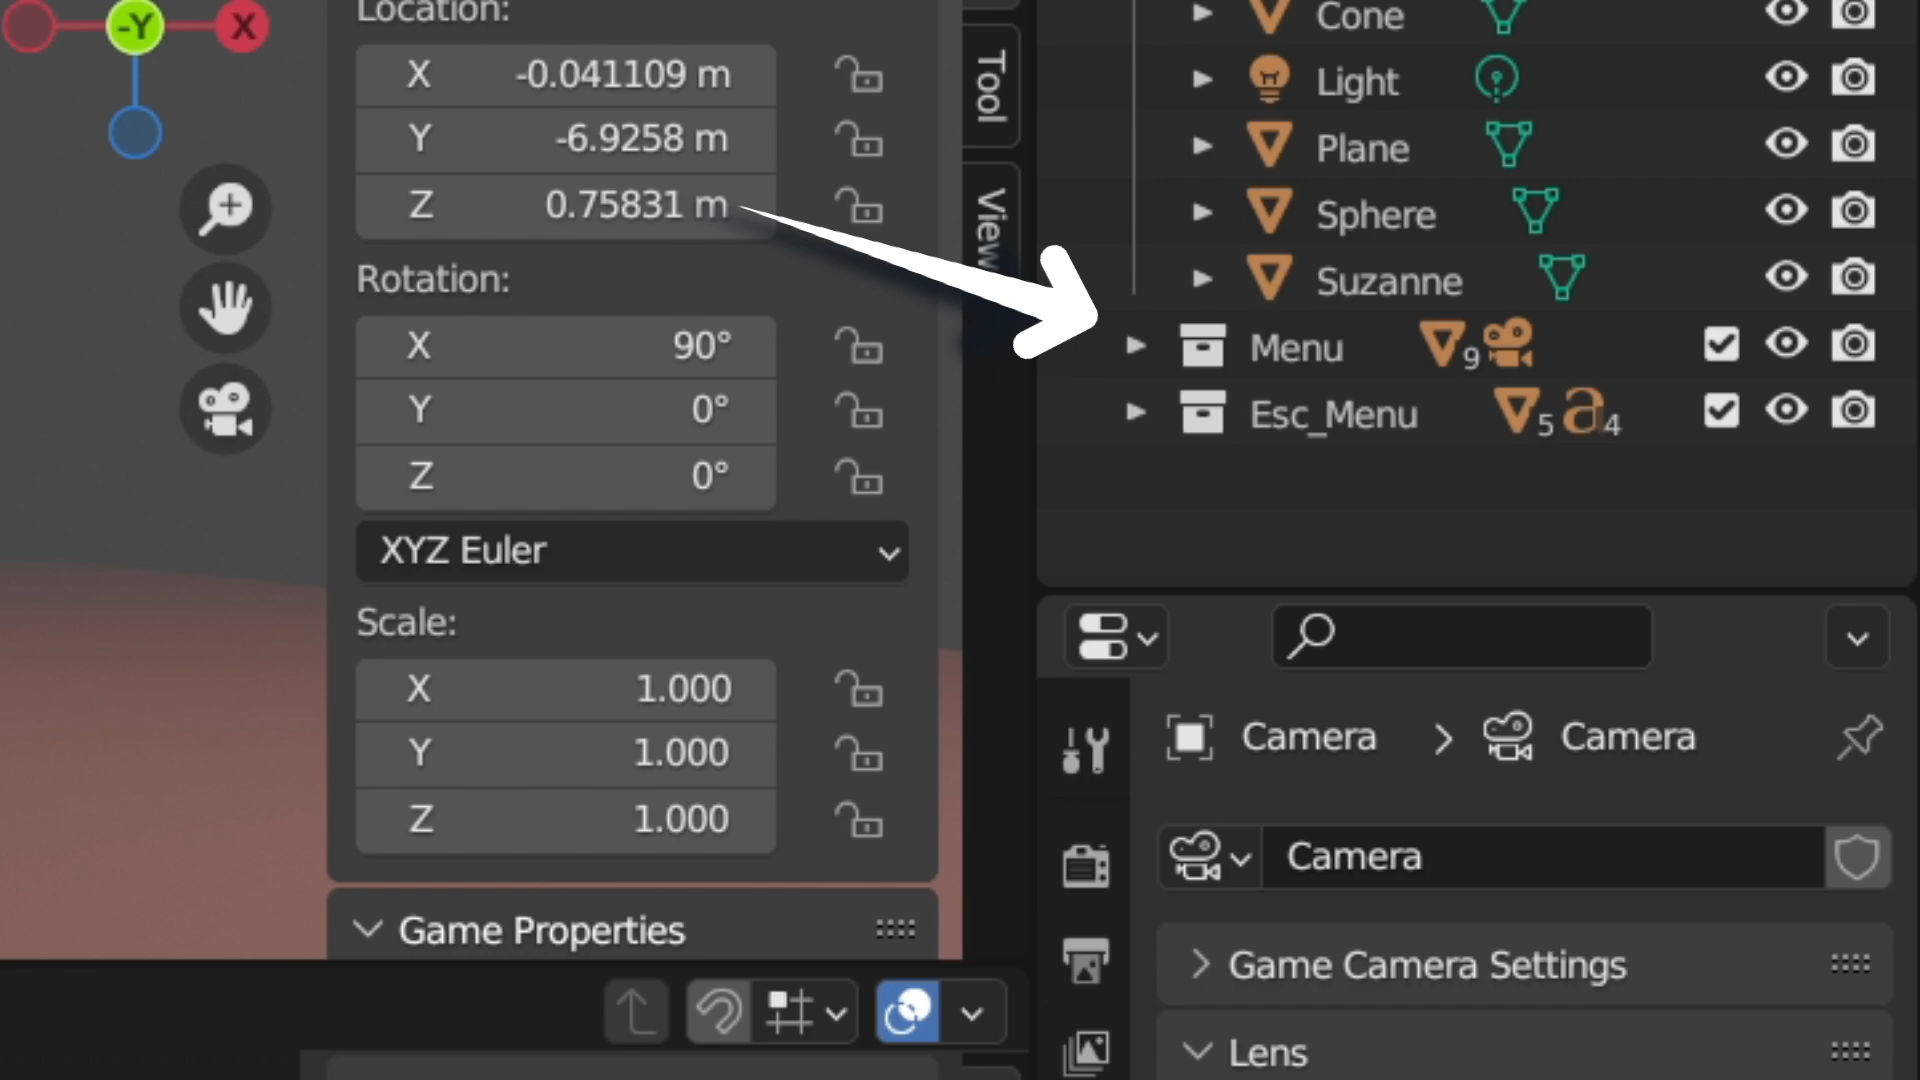 -Y
X
Location:
X -0.041109 m
Y -6.9258 m
Z 0.75831 m
Rotation:
X 90°
Y 0°
Z 0°
XYZ Euler
Scale:
X 1.000
Y 1.000
Z 1.000
Game Properties
Tool
View
Cone
Light
Plane
Sphere
Suzanne
Menu 9
Esc_Menu 5 a 4
Camera > Camera
Camera
Game Camera Settings
Lens